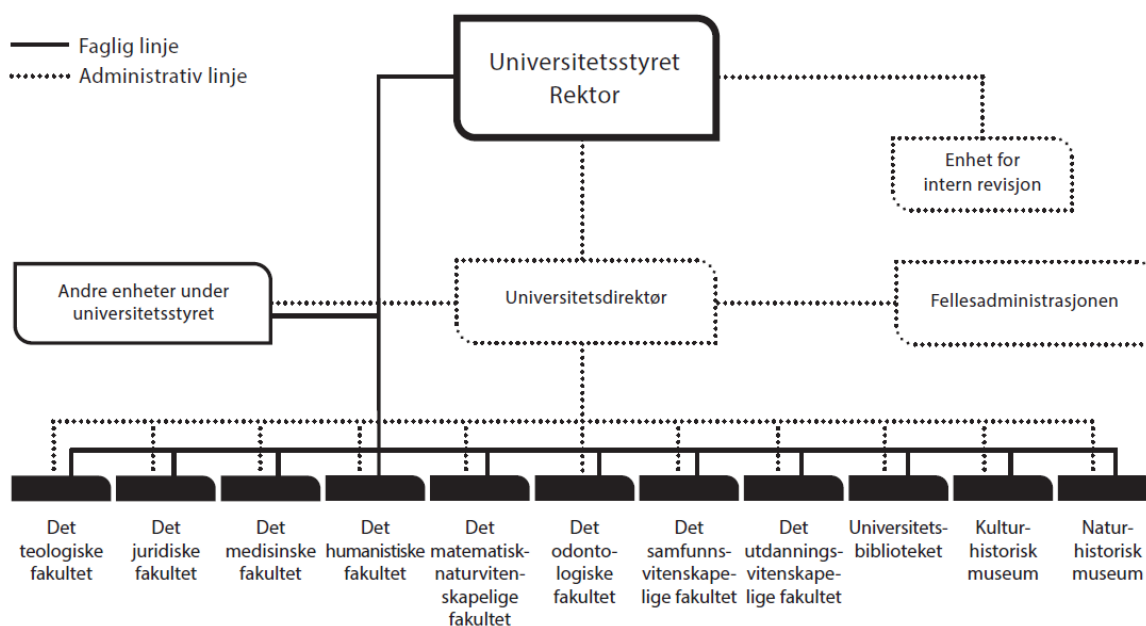 Faglig linje
Administrativ linje
Universitetsstyret
Rektor
Enhet for
intern revisjon
Andre enheter under
universitetsstyret
Universitetsdirektør
Fellesadministrasjonen
Det
teologiske
fakultet
Det
juridiske
fakultet
Det
medisinske
fakultet
Det
humanistiske
fakultet
Det
matematisk-
naturviten-
skapelige
fakultet
Det
odonto-
logiske
fakultet
Det
samfunns-
vitenskape-
lige fakultet
Det
utdannings-
vitenskape-
lige fakultet
Universitets-
biblioteket
Kultur-
historisk
museum
Natur-
historisk
museum